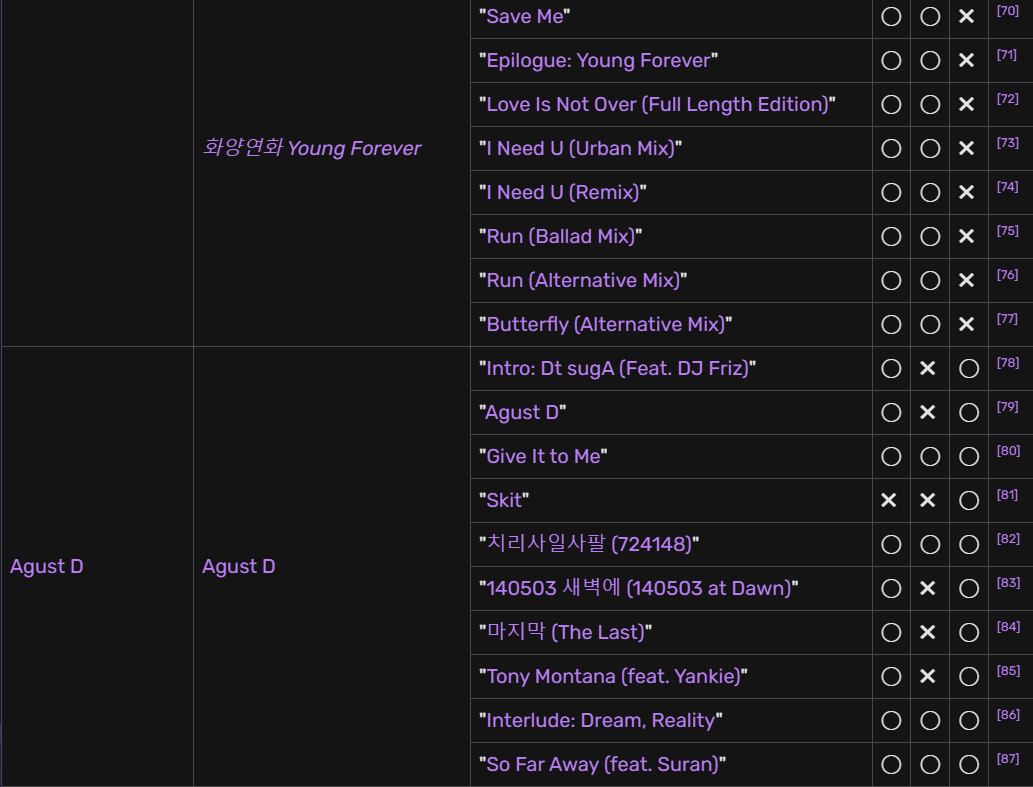 "Save Me" ○ ○ × [70]
"Epilogue: Young Forever" ○ ○ × [71]
"Love Is Not Over (Full Length Edition)" ○ ○ × [72]
화양연화 Young Forever
"I Need U (Urban Mix)" ○ ○ × [73]
"I Need U (Remix)" ○ ○ × [74]
"Run (Ballad Mix)" ○ ○ × [75]
"Run (Alternative Mix)" ○ ○ × [76]
"Butterfly (Alternative Mix)" ○ ○ × [77]
Agust D
Agust D
"Intro: Dt sugA (Feat. DJ Friz)" ○ × ○ [78]
"Agust D" ○ × ○ [79]
"Give It to Me" ○ ○ ○ [80]
"Skit" × × ○ [81]
"치리사일사팔 (724148)" ○ ○ ○ [82]
"140503 새벽에 (140503 at Dawn)" ○ × ○ [83]
"마지막 (The Last)" ○ × ○ [84]
"Tony Montana (feat. Yankie)" ○ × ○ [85]
"Interlude: Dream, Reality" ○ ○ ○ [86]
"So Far Away (feat. Suran)" ○ ○ ○ [87]